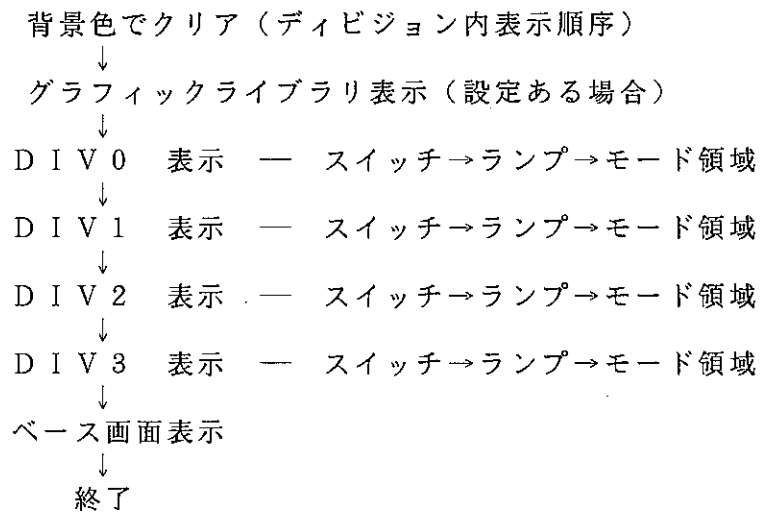 背景色でクリア（ディビジョン内表示順序）
↓
グラフィックライブラリ表示（設定ある場合）
↓
ＤＩＶ０　表示　―　スイッチ→ランプ→モード領域
↓
ＤＩＶ１　表示　―　スイッチ→ランプ→モード領域
↓
ＤＩＶ２　表示　―　スイッチ→ランプ→モード領域
↓
ＤＩＶ３　表示　―　スイッチ→ランプ→モード領域
↓
ベース画面表示
↓
終了